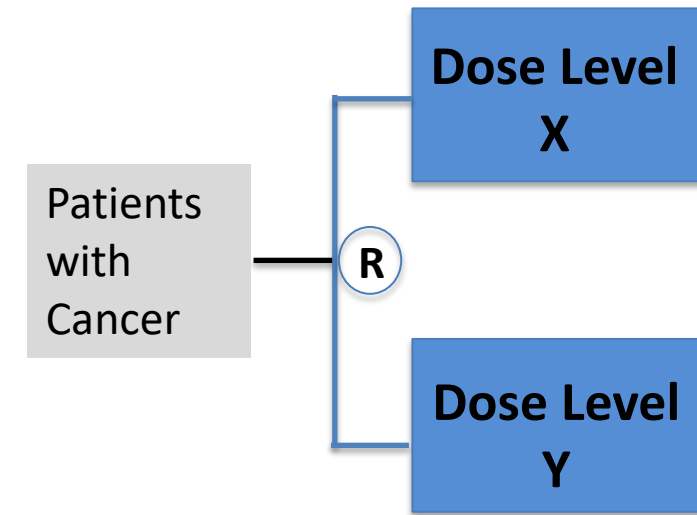 Dose Level
X
Patients
with
Cancer
R
Dose Level
Y